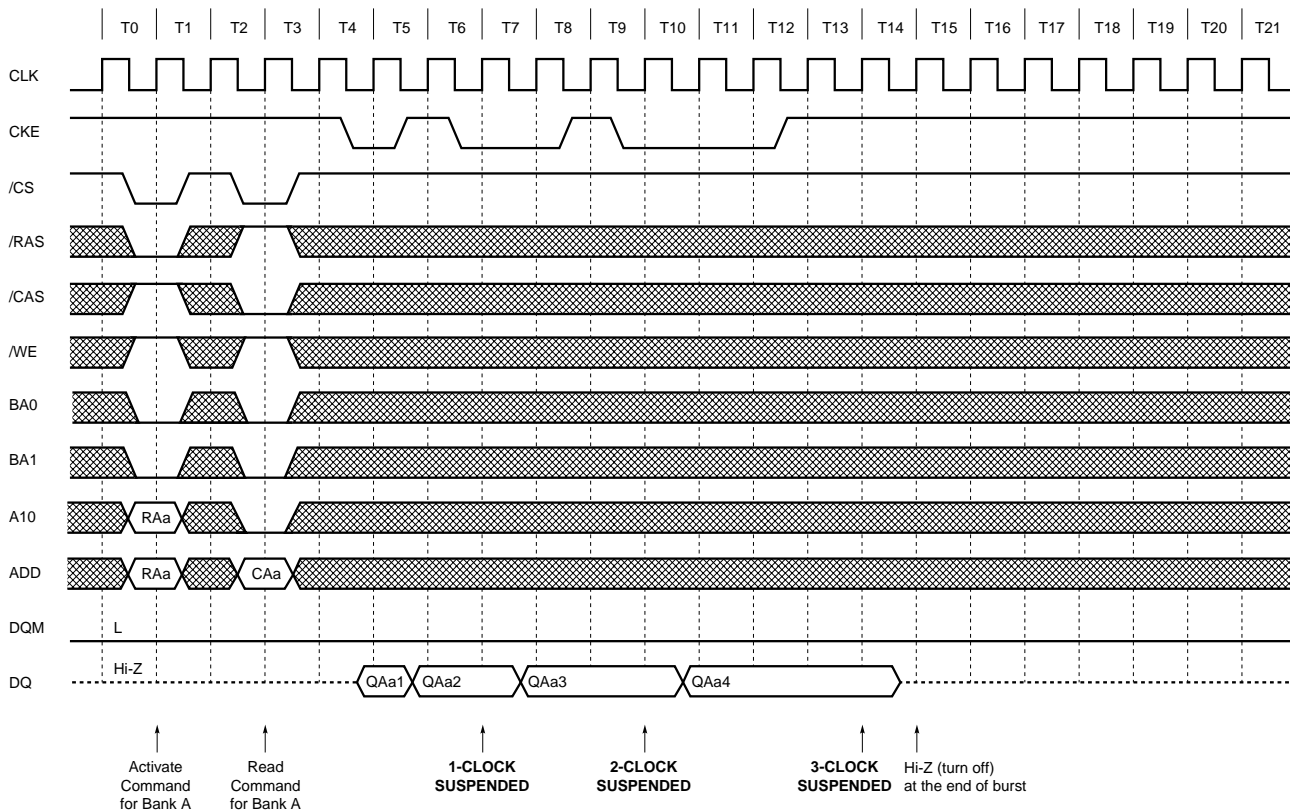 T0 T1 T2 T3 T4 T5 T6 T7 T8 T9 T10 T11 T12 T13 T14 T15 T16 T17 T18 T19 T20 T21
CLK
CKE
/CS
/RAS
/CAS
/WE
BA0
BA1
A10 RAa
ADD RAa CAa
DQM L
Hi-Z
DQ QAa1 QAa2 QAa3 QAa4
Activate
Command
for Bank A
Read
Command
for Bank A
1-CLOCK
SUSPENDED
2-CLOCK
SUSPENDED
3-CLOCK
SUSPENDED
Hi-Z (turn off)
at the end of burst